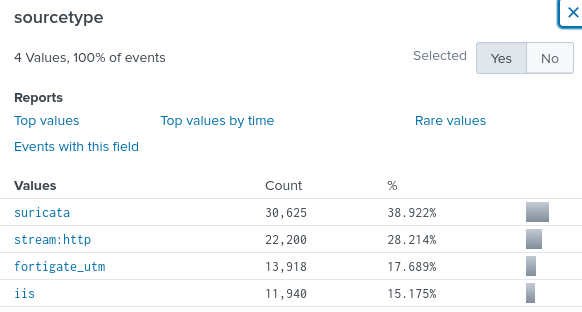 sourcetype
4 Values, 100% of events
Selected Yes No
Reports
Top values Top values by time Rare values
Events with this field
Values Count %
suricata 30,625 38.922%
stream:http 22,200 28.214%
fortigate_utm 13,918 17.689%
iis 11,940 15.175%